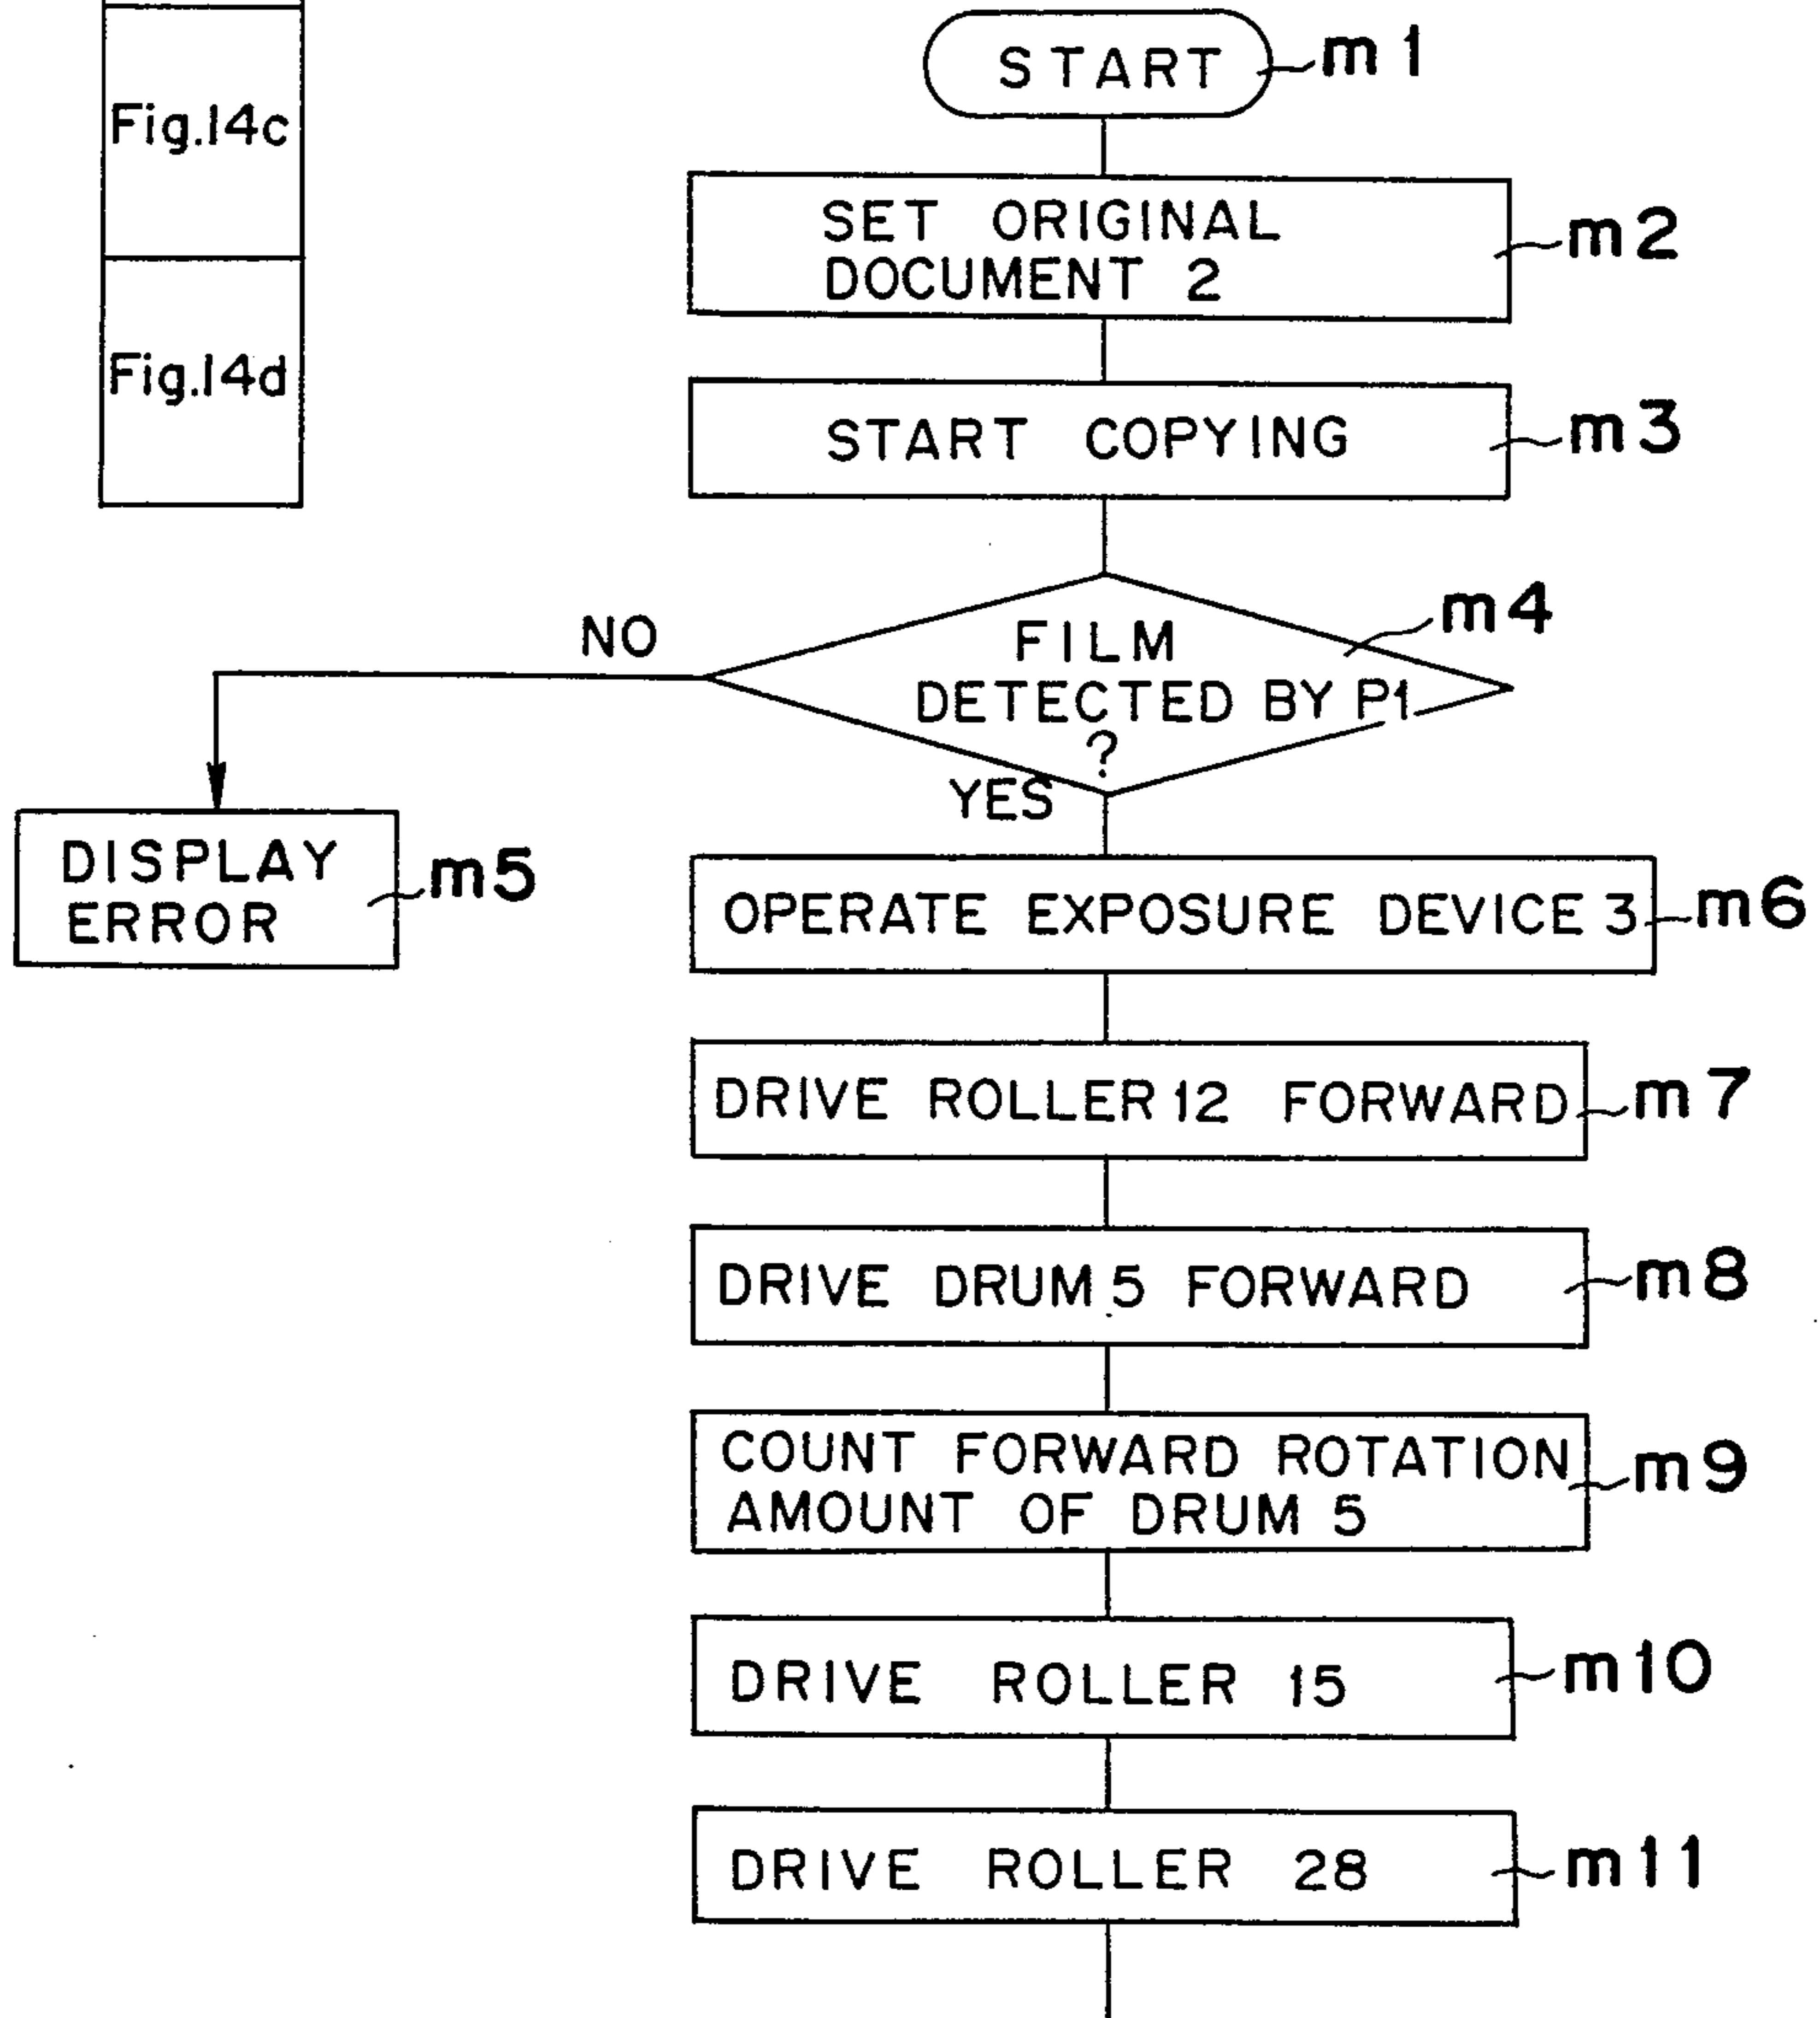 Fig.14c
Fig.14d
START
m1
SET ORIGINAL
DOCUMENT 2
m2
START COPYING
m3
FILM
DETECTED BY P1
?
m4
NO
YES
DISPLAY
ERROR
m5
OPERATE EXPOSURE DEVICE 3
m6
DRIVE ROLLER 12 FORWARD
m7
DRIVE DRUM 5 FORWARD
m8
COUNT FORWARD ROTATION
AMOUNT OF DRUM 5
m9
DRIVE ROLLER 15
m10
DRIVE ROLLER 28
m11